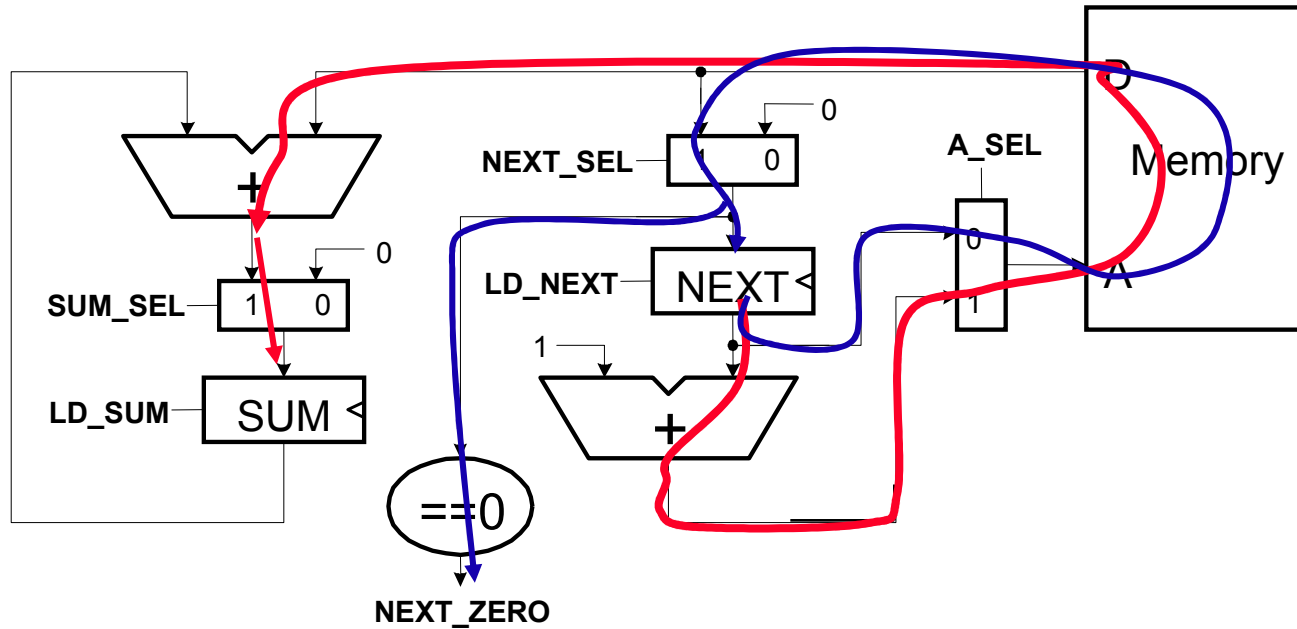 D
0
NEXT_SEL
1 0
A_SEL
Memory
+
0
0
LD_NEXT
NEXT
A
SUM_SEL
1 0
1
1
LD_SUM
SUM
+
==0
NEXT_ZERO